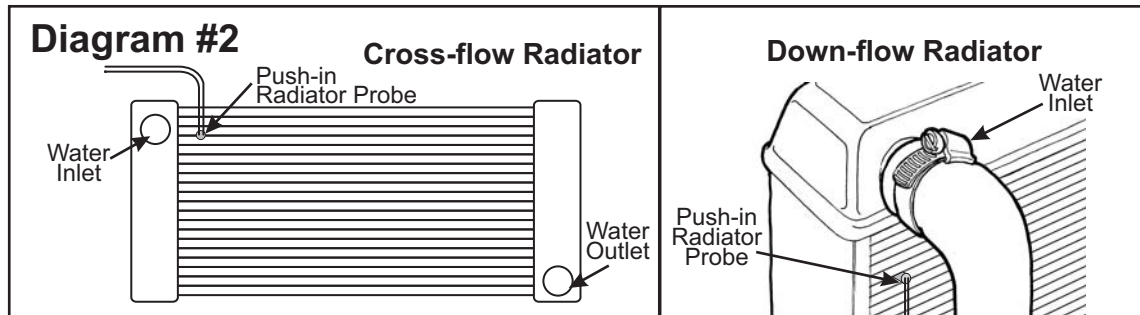 Diagram #2
Cross-flow Radiator
Push-in
Radiator Probe
Water
Inlet
Water
Outlet
Down-flow Radiator
Water
Inlet
Push-in
Radiator
Probe